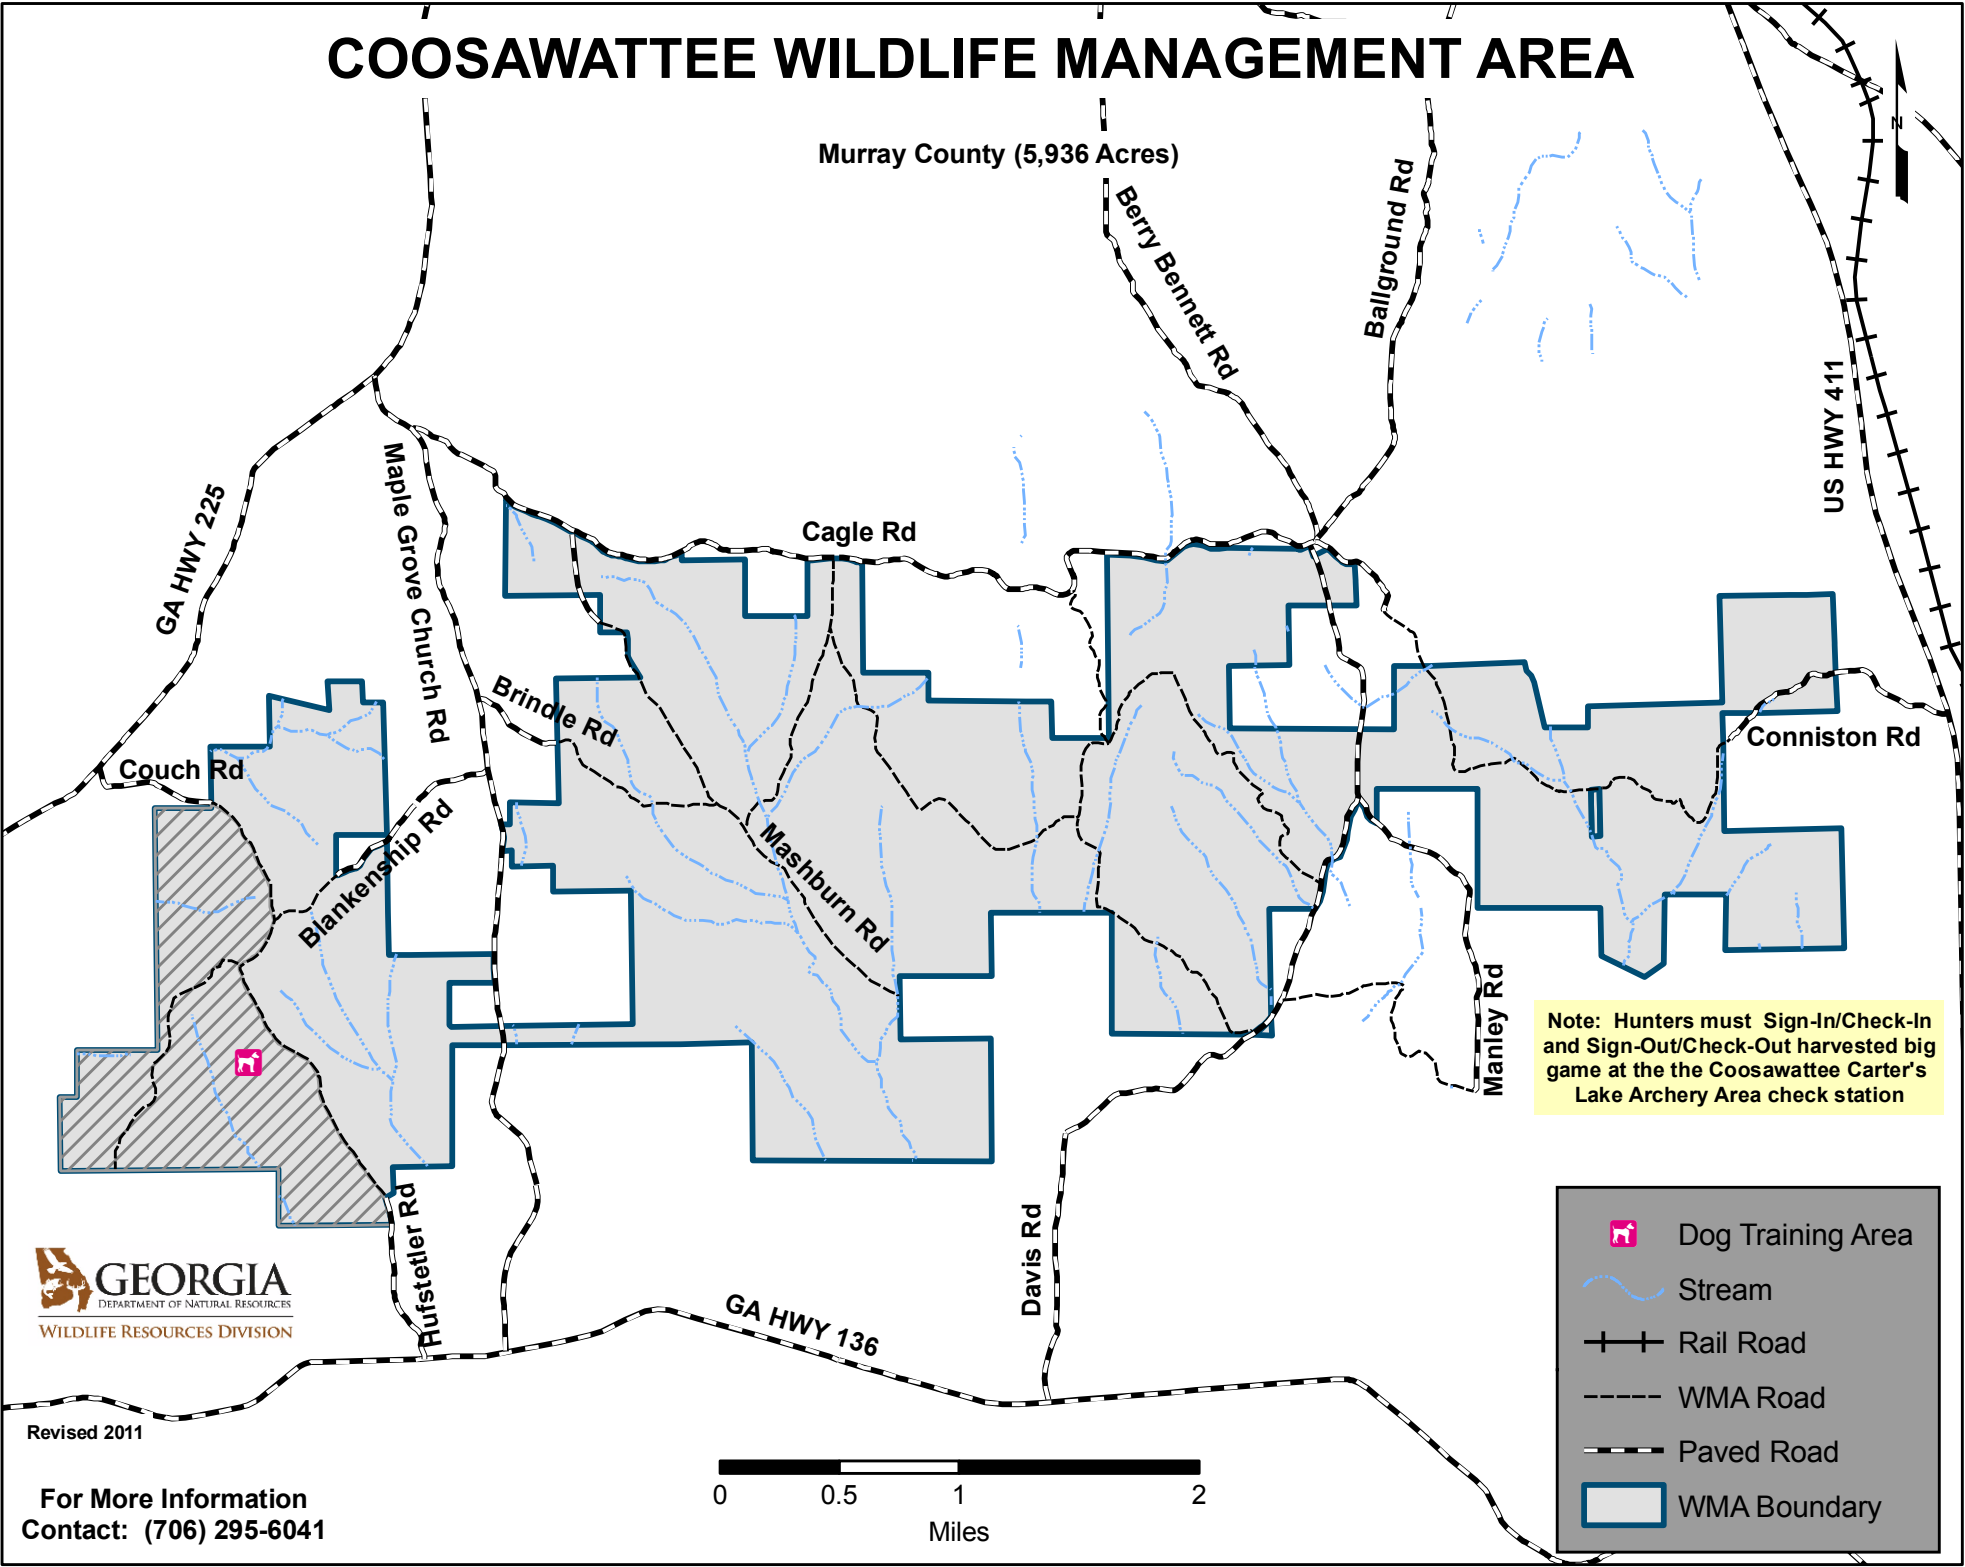 COOSAWATTEE WILDLIFE MANAGEMENT AREA
Murray County (5,936 Acres)
N
Berry Bennett Rd
Ballground Rd
US HWY 411
GA HWY 225
Maple Grove Church Rd
Cagle Rd
Brindle Rd
Couch Rd
Conniston Rd
Blankenship Rd
Mashburn Rd
Manley Rd
Note: Hunters must Sign-In/Check-In
and Sign-Out/Check-Out harvested big
game at the the Coosawattee Carter's
Lake Archery Area check station
Hufstetler Rd
Davis Rd
GA HWY 136
GEORGIA
DEPARTMENT OF NATURAL RESOURCES
WILDLIFE RESOURCES DIVISION
Dog Training Area
Stream
Rail Road
WMA Road
Paved Road
WMA Boundary
Revised 2011
For More Information
Contact: (706) 295-6041
0 0.5 1 2
Miles